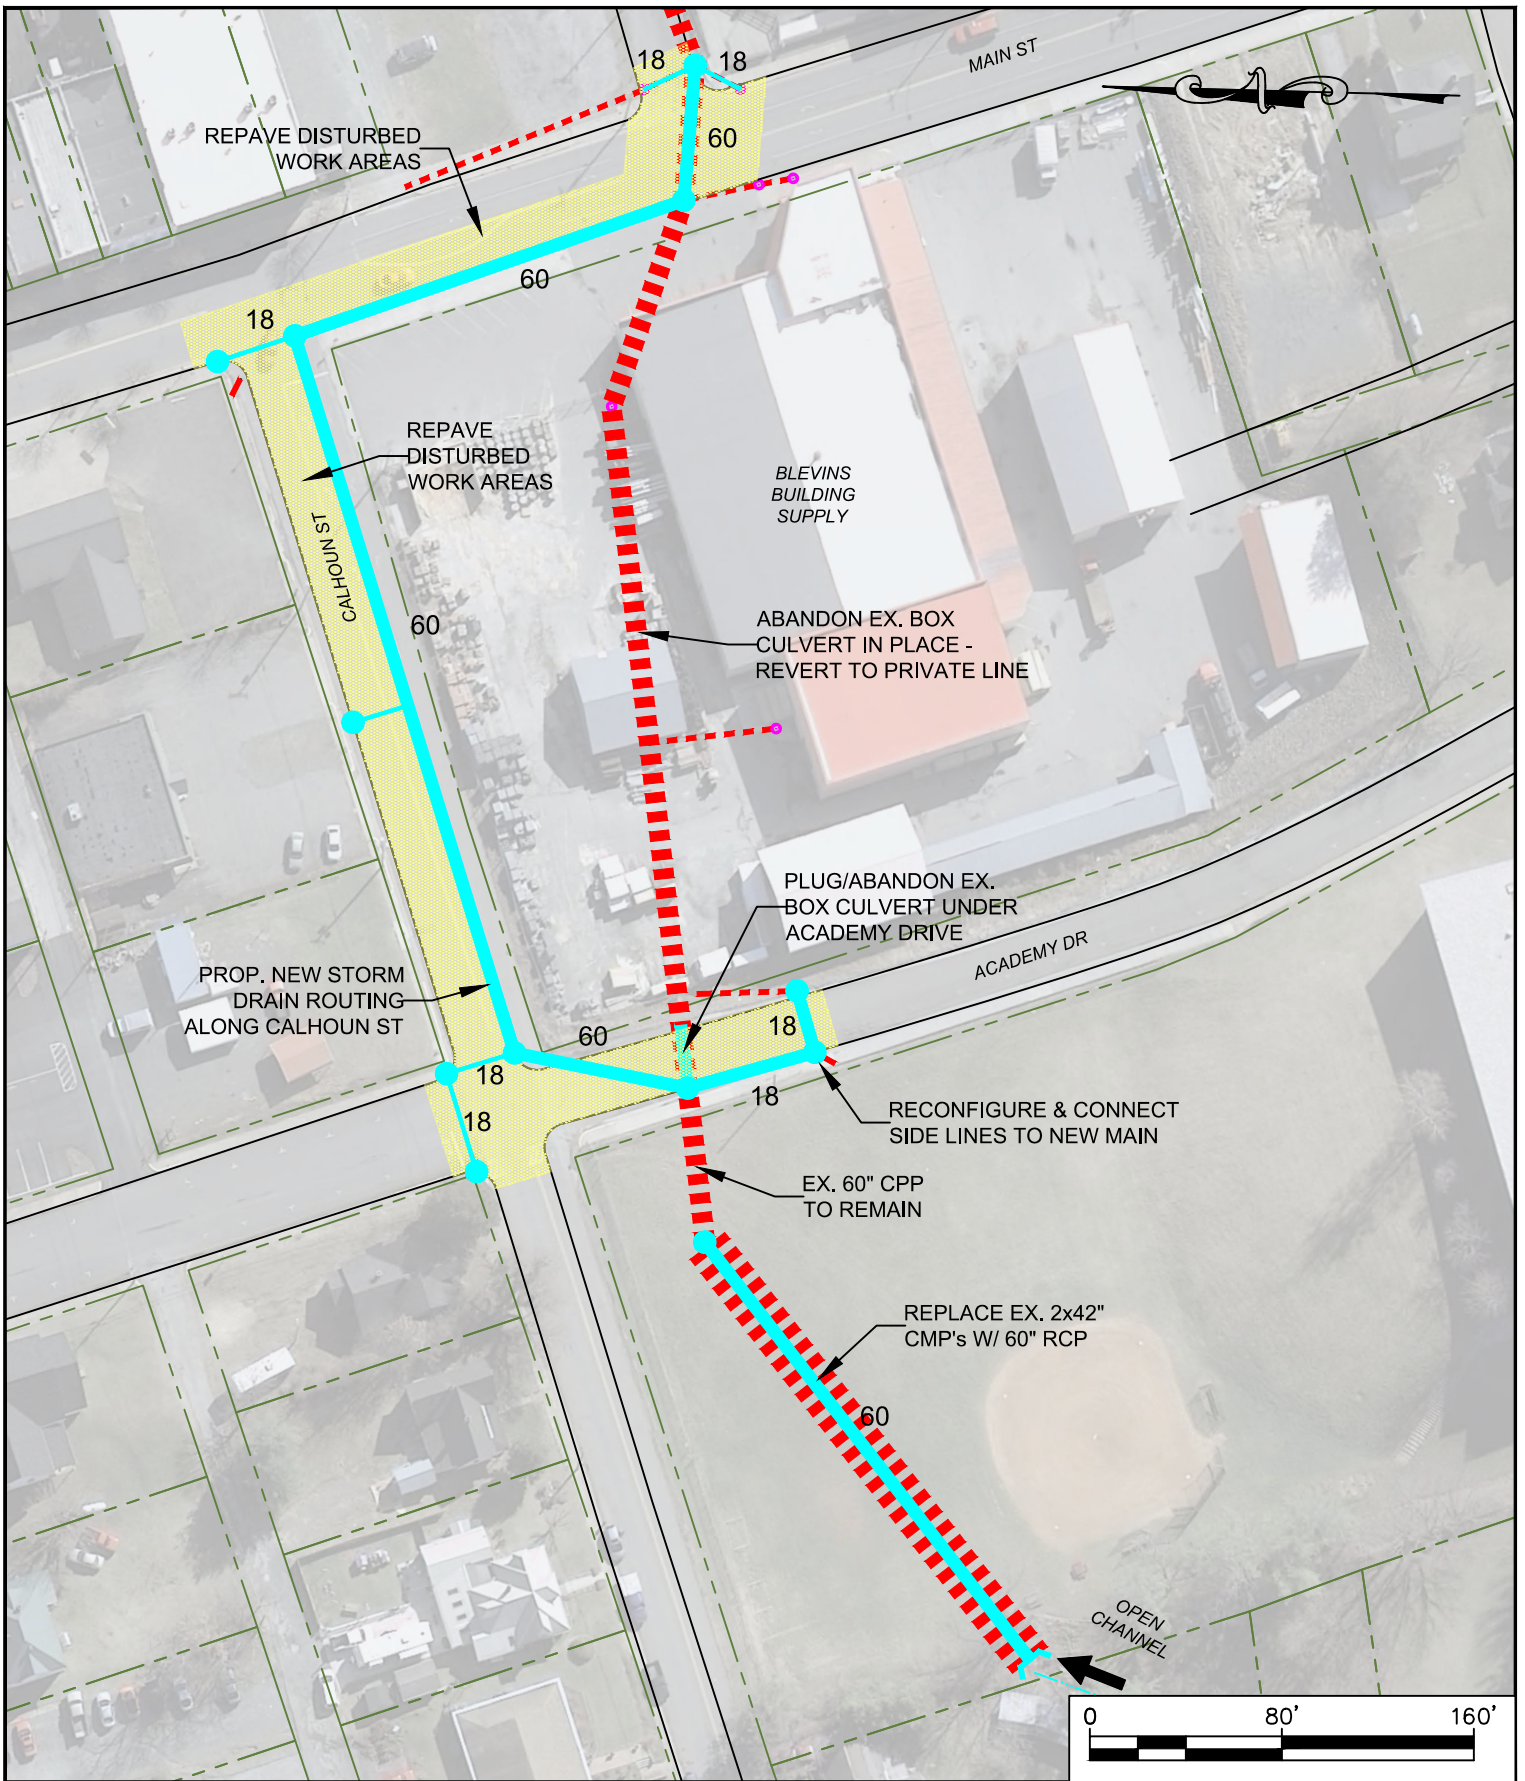 18
18
MAIN ST
REPAVE DISTURBED
WORK AREAS
60
60
18
REPAVE
DISTURBED
WORK AREAS
BLEVINS
BUILDING
SUPPLY
CALHOUN ST
60
ABANDON EX. BOX
CULVERT IN PLACE -
REVERT TO PRIVATE LINE
PLUG/ABANDON EX.
BOX CULVERT UNDER
ACADEMY DRIVE
ACADEMY DR
PROP. NEW STORM
DRAIN ROUTING
ALONG CALHOUN ST
60
18
18
18
18
RECONFIGURE & CONNECT
SIDE LINES TO NEW MAIN
EX. 60" CPP
TO REMAIN
REPLACE EX. 2x42"
CMP's W/ 60" RCP
60
OPEN
CHANNEL
0 80' 160'